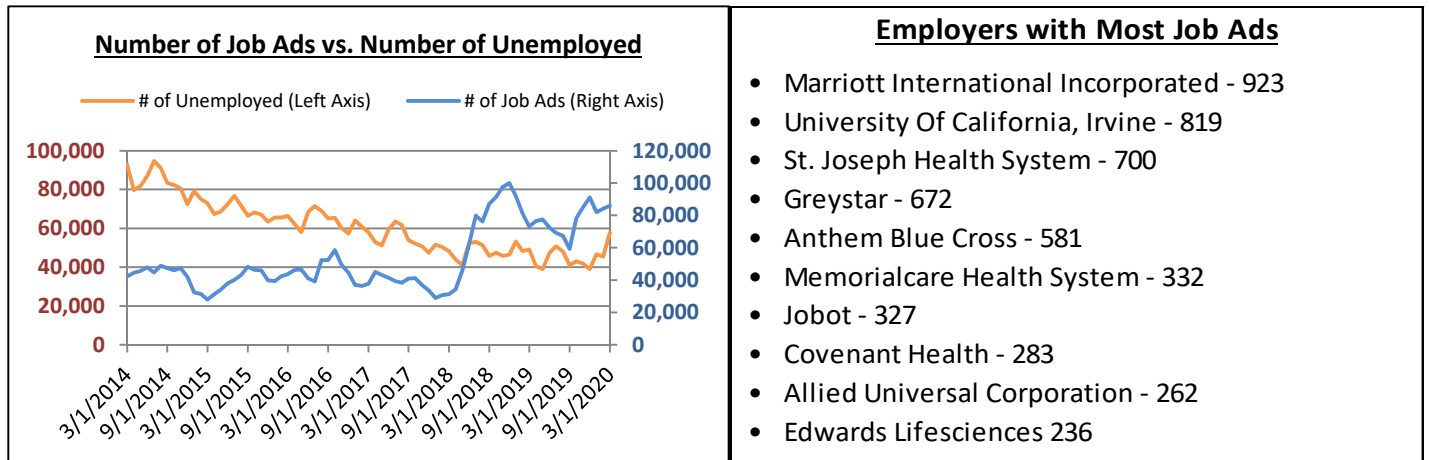 Number of Job Ads vs. Number of Unemployed
# of Unemployed (Left Axis)
# of Job Ads (Right Axis)
100,000
80,000
60,000
40,000
20,000
0
120,000
100,000
80,000
60,000
40,000
20,000
0
3/1/2014
9/1/2014
3/1/2015
9/1/2015
3/1/2016
9/1/2016
3/1/2017
9/1/2017
3/1/2018
9/1/2018
3/1/2019
9/1/2019
3/1/2020
Employers with Most Job Ads
• Marriott International Incorporated - 923
• University Of California, Irvine - 819
• St. Joseph Health System - 700
• Greystar - 672
• Anthem Blue Cross - 581
• Memorialcare Health System - 332
• Jobot - 327
• Covenant Health - 283
• Allied Universal Corporation - 262
• Edwards Lifesciences 236